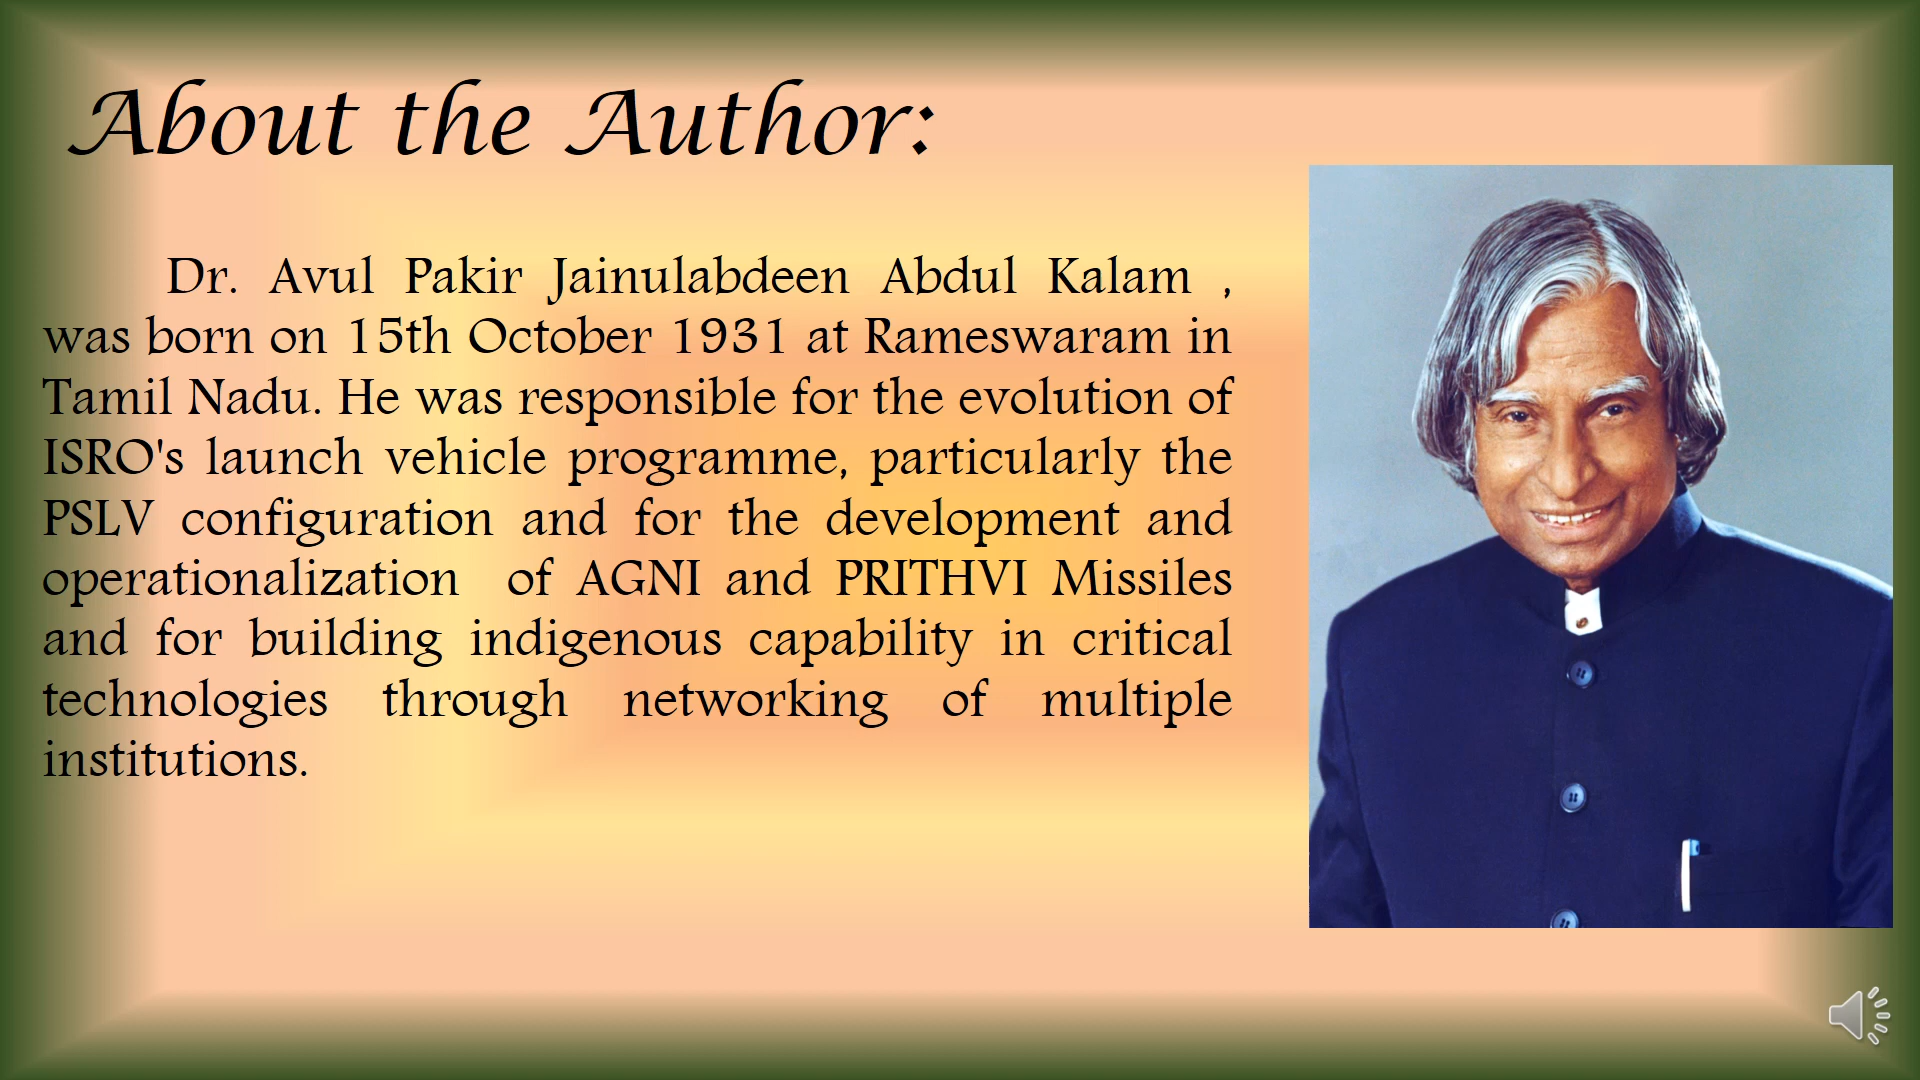 About the Author:
Dr. Avul Pakir Jainulabdeen Abdul Kalam ,
was born on 15th October 1931 at Rameswaram in
Tamil Nadu. He was responsible for the evolution of
ISRO's launch vehicle programme, particularly the
PSLV configuration and for the development and
operationalization of AGNI and PRITHVI Missiles
and for building indigenous capability in critical
technologies through networking of multiple
institutions.